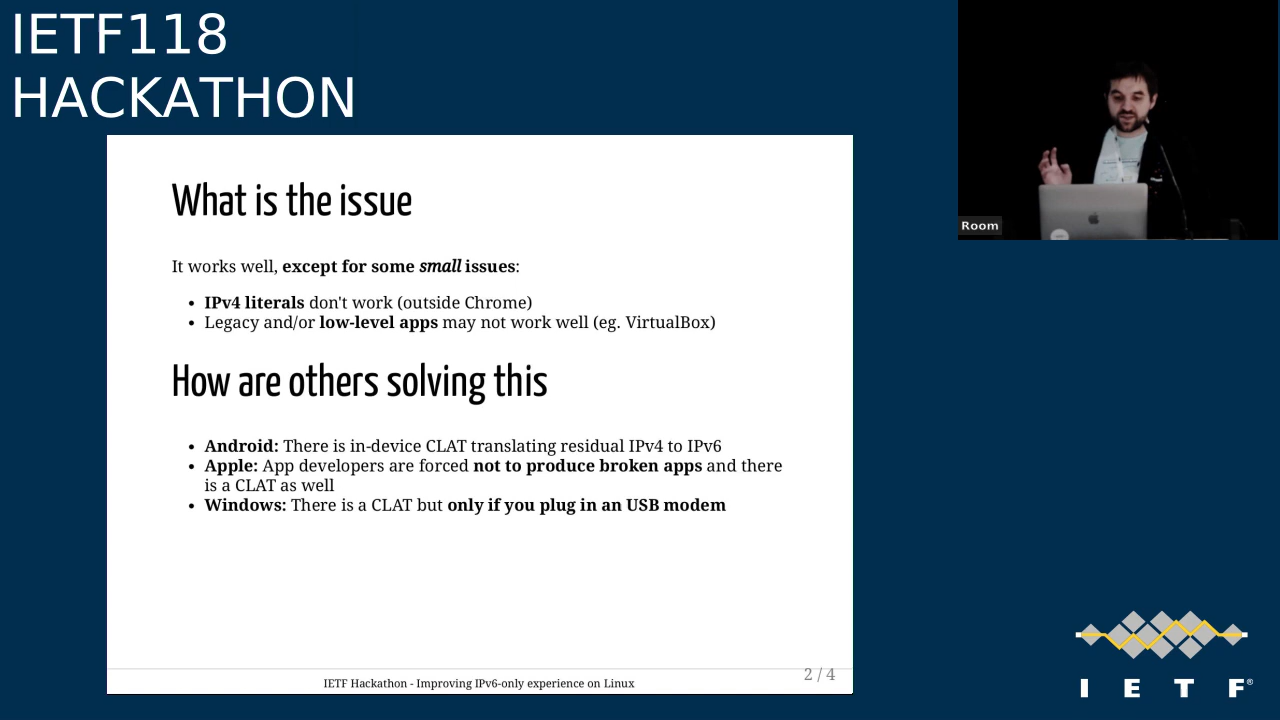 IETF118
HACKATHON
Room
What is the issue
It works well, except for some small issues:
• IPv4 literals don't work (outside Chrome)
• Legacy and/or low-level apps may not work well (eg. VirtualBox)
How are others solving this
• Android: There is in-device CLAT translating residual IPv4 to IPv6
• Apple: App developers are forced not to produce broken apps and there
is a CLAT as well
• Windows: There is a CLAT but only if you plug in an USB modem
2 / 4
IETF Hackathon - Improving IPv6-only experience on Linux
I E T F®